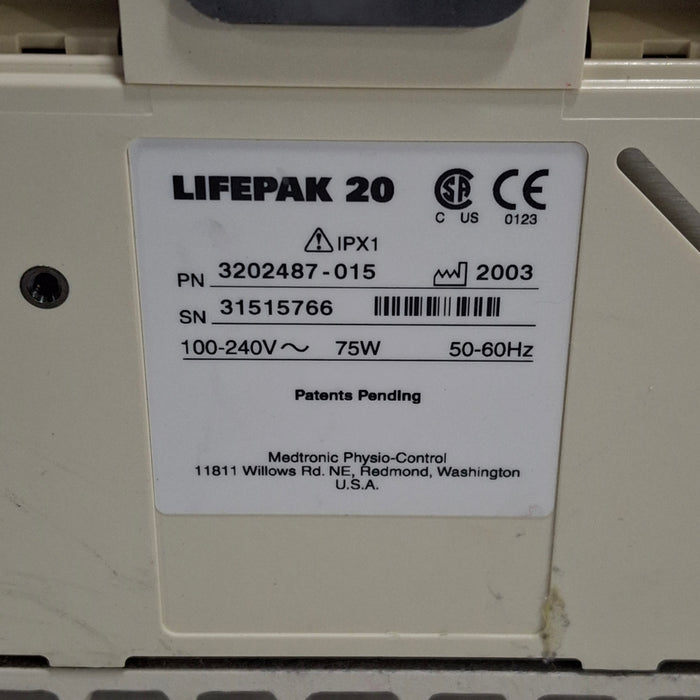 LIFEPAK 20
C US 0123
IPX1
PN 3202487-015 2003
SN 31515766
100-240V 75W 50-60Hz
Patents Pending
Medtronic Physio-Control
11811 Willows Rd. NE, Redmond, Washington
U.S.A.